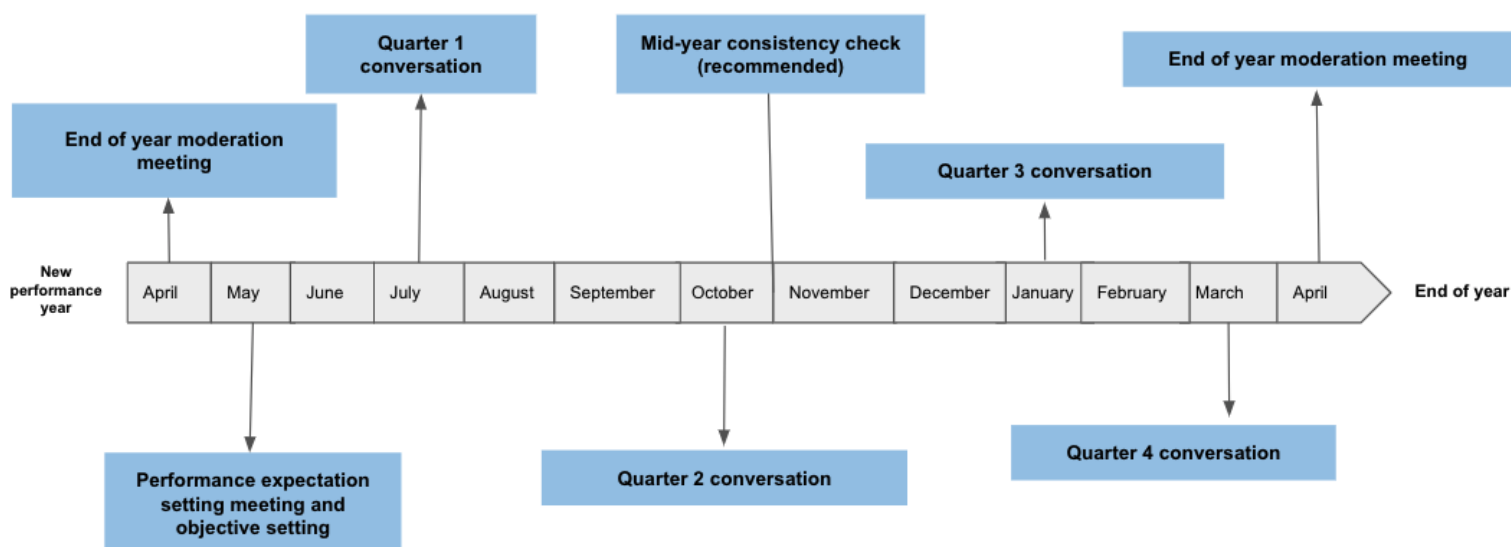 Quarter 1
conversation
Mid-year consistency check
(recommended)
End of year moderation meeting
End of year moderation
meeting
Quarter 3 conversation
New
performance
year
April
May
June
July
August
September
October
November
December
January
February
March
April
End of year
Performance expectation
setting meeting and
objective setting
Quarter 2 conversation
Quarter 4 conversation